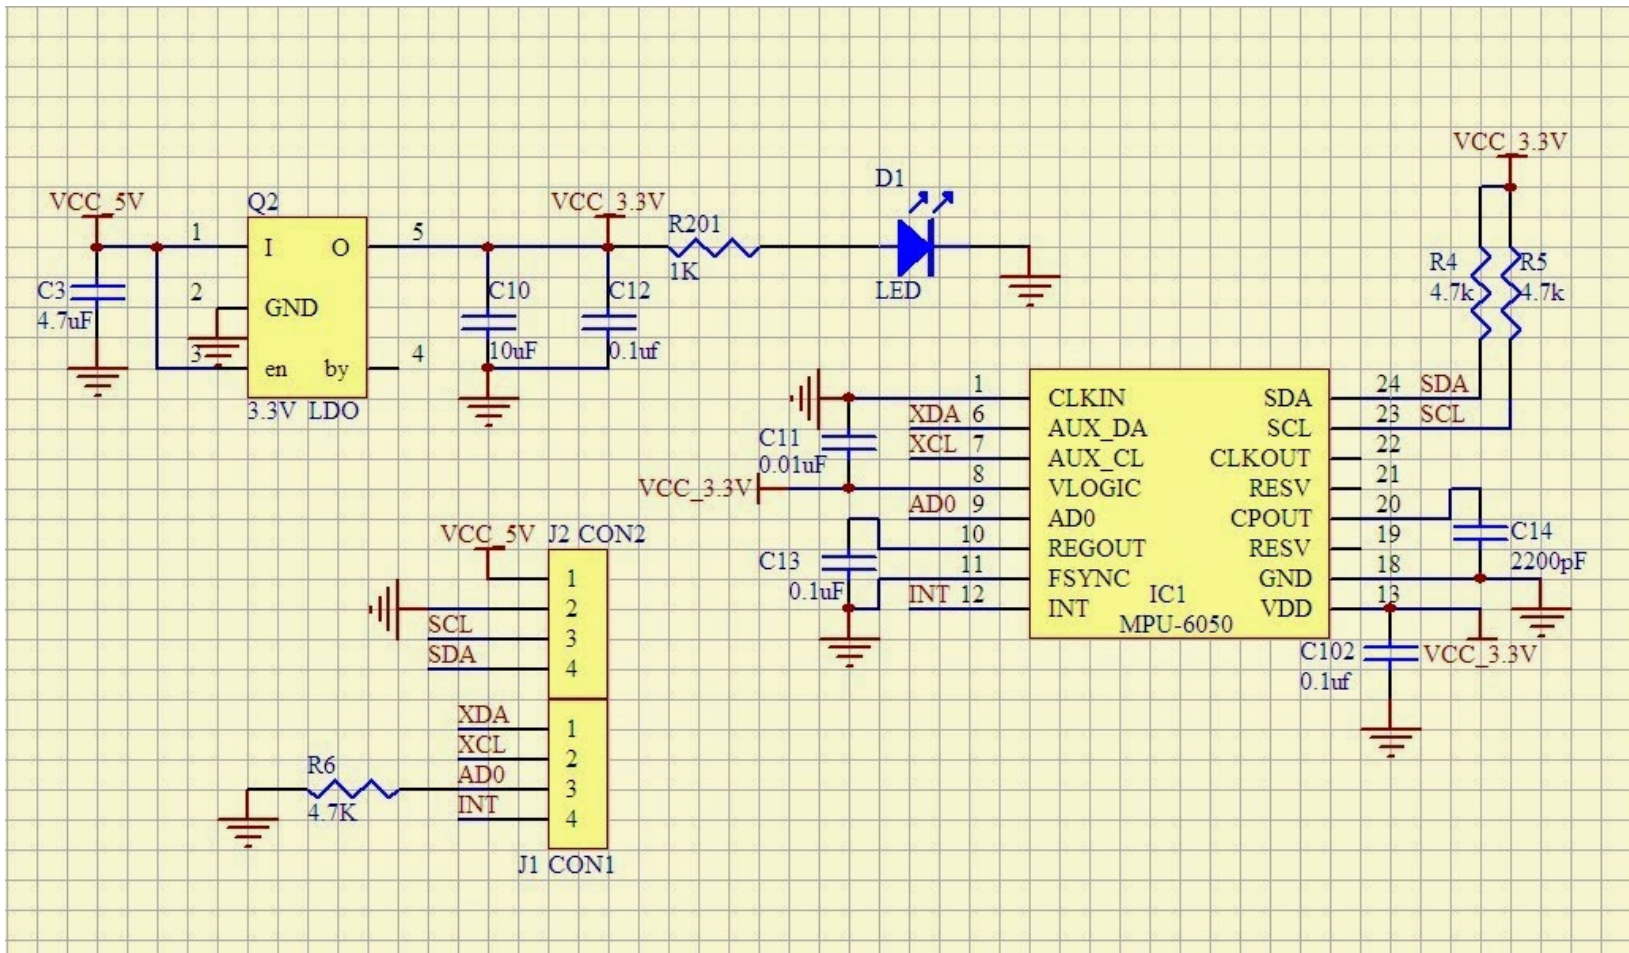 VCC_5V
Q2
1
I
O
5
2
GND
3
en
by
4
3.3V LDO
C3
4.7uF
VCC_3.3V
C10
10uF
C12
0.1uf
R201
1K
D1
LED
VCC_3.3V
R4
4.7k
R5
4.7k
1
CLKIN
XDA 6
AUX_DA
XCL 7
AUX_CL
8
VLOGIC
AD0 9
AD0
10
REGOUT
11
FSYNC
INT 12
INT
SDA
24 SDA
SCL
23 SCL
CLKOUT
22
RESV
21
CPOUT
20
RESV
19
GND
18
VDD
13
IC1
MPU-6050
C11
0.01uF
VCC_3.3V
C13
0.1uF
C14
2200pF
C102
0.1uf
VCC_3.3V
VCC_5V
J2 CON2
1
2
SCL
3
SDA
4
XDA
1
XCL
2
AD0
3
INT
4
J1 CON1
R6
4.7K